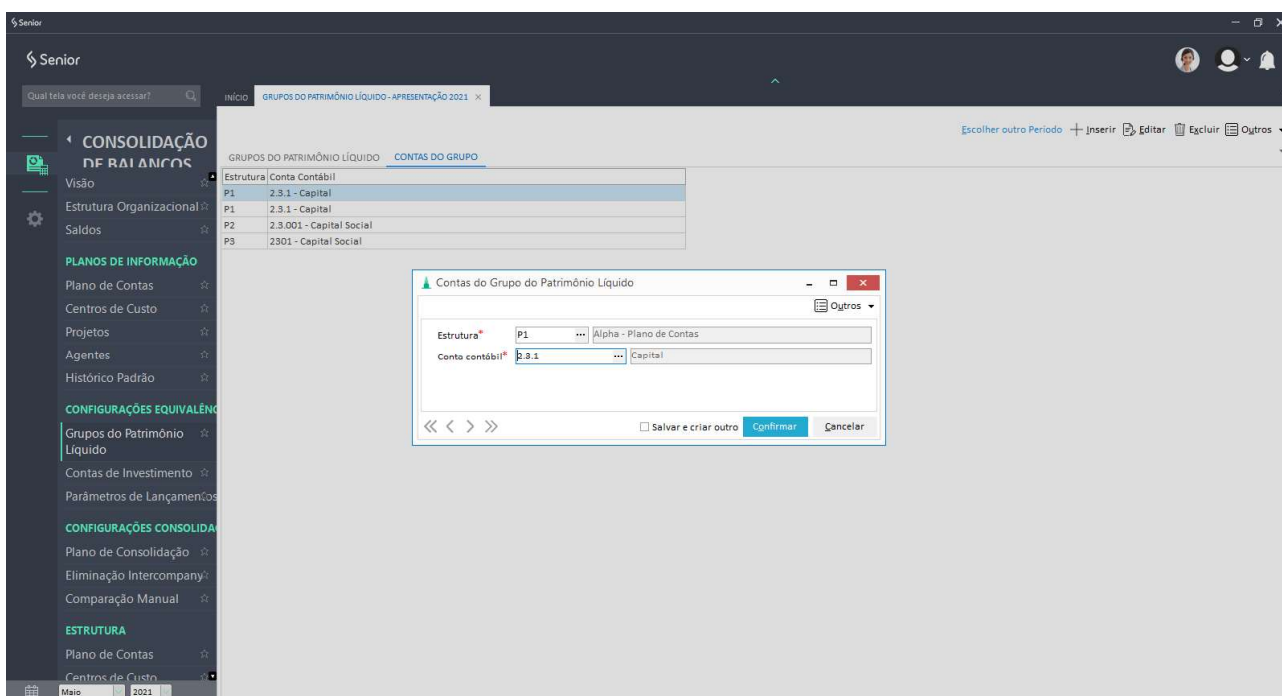 Senior
Senior
Qual tela você deseja acessar?
INÍCIO
GRUPOS DO PATRIMÔNIO LÍQUIDO - APRESENTAÇÃO 2021 ×
Escolher outro Período Inserir Editar Excluir Outros
CONSOLIDAÇÃO
DE BALANÇOS
Visão
Estrutura Organizacional
Saldos
PLANOS DE INFORMAÇÃO
Plano de Contas
Centros de Custo
Projetos
Agentes
Histórico Padrão
CONFIGURAÇÕES EQUIVALÊNC
Grupos do Patrimônio
Líquido
Contas de Investimento
Parâmetros de Lançamentos
CONFIGURAÇÕES CONSOLIDA
Plano de Consolidação
Eliminação Intercompany
Comparação Manual
ESTRUTURA
Plano de Contas
Centros de Custo
Maio 2021
GRUPOS DO PATRIMÔNIO LÍQUIDO CONTAS DO GRUPO
Estrutura Conta Contábil
P1 2.3.1 - Capital
P1 2.3.1 - Capital
P2 2.3.001 - Capital Social
P3 2301 - Capital Social
Contas do Grupo do Patrimônio Líquido
Outros
Estrutura* P1 ... Alpha - Plano de Contas
Conta contábil* 2.3.1 ... Capital
Salvar e criar outro Confirmar Cancelar